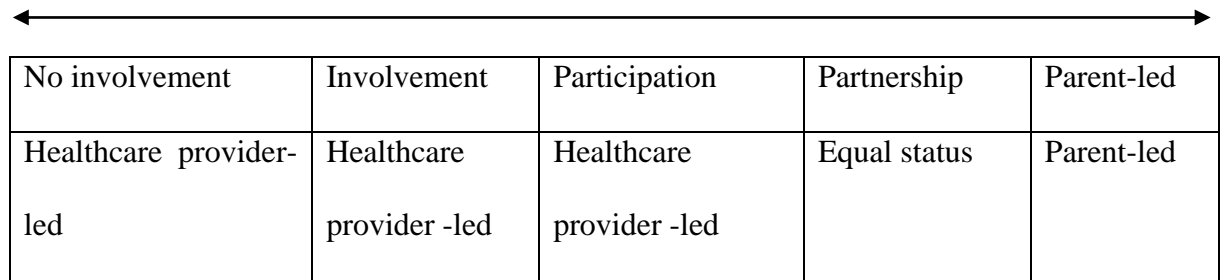 No involvement Involvement Participation Partnership Parent-led
Healthcare provider- Healthcare Healthcare Equal status Parent-led
led provider -led provider -led